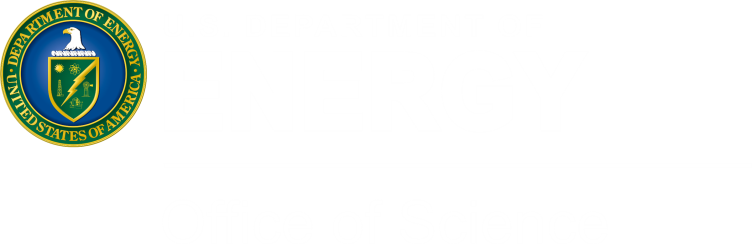 DEPARTMENT OF ENERGY
UNITED STATES OF AMERICA